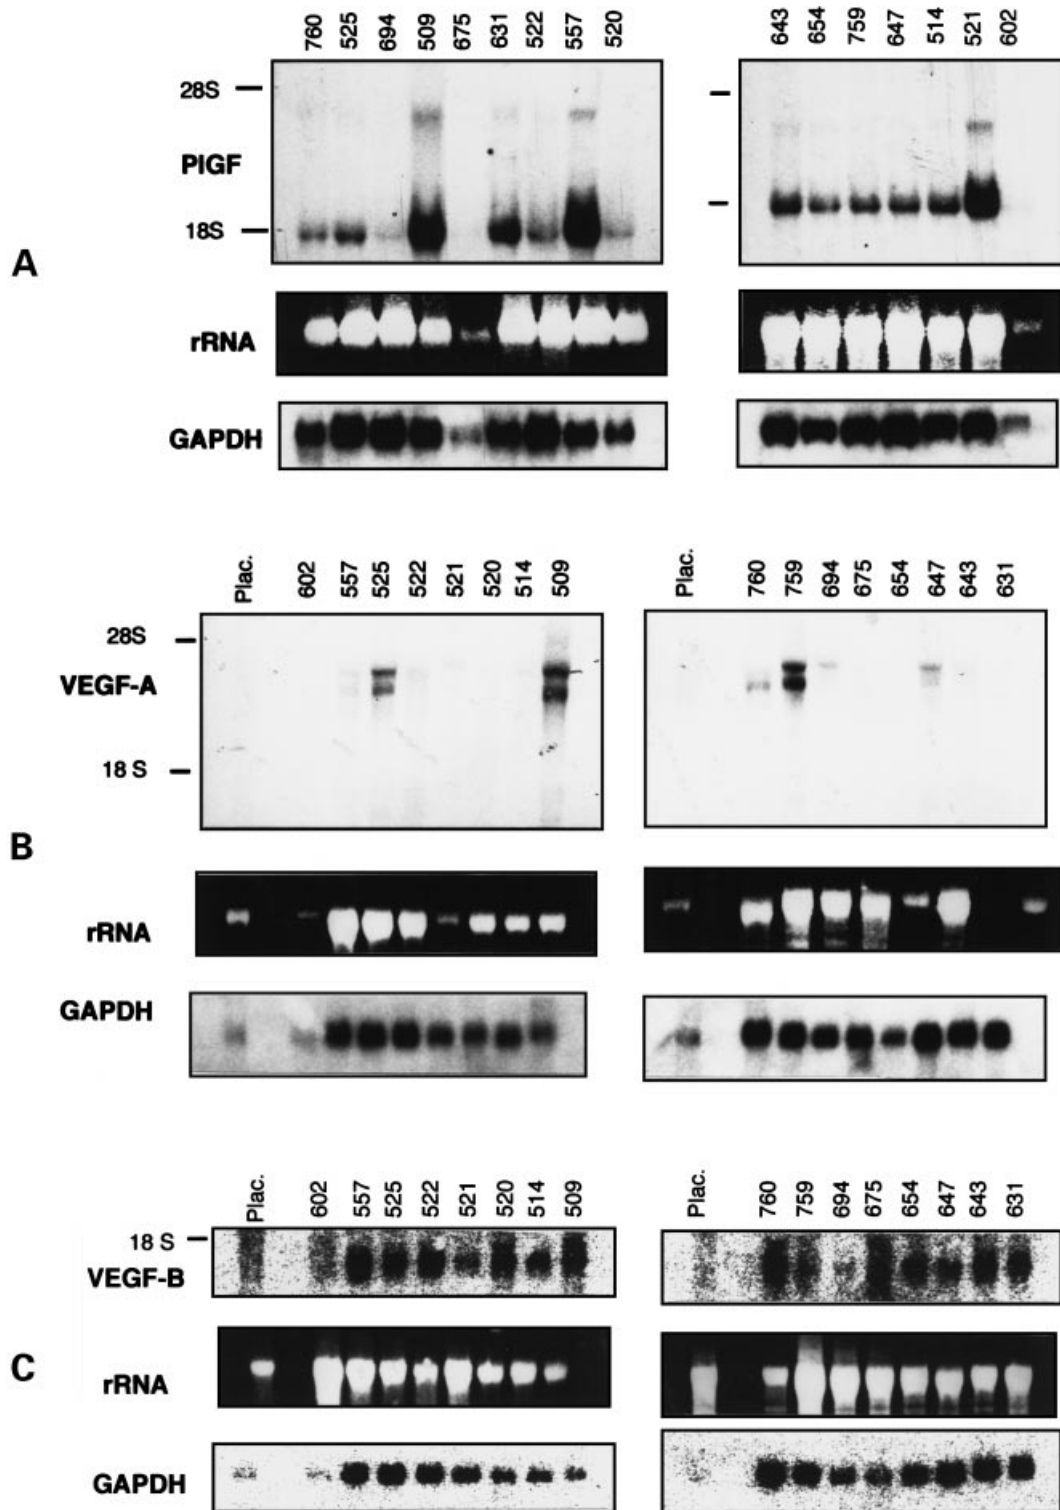 760 525 694 509 675 631 522 557 520
643 654 759 647 514 521 602
28S
PIGF
18S
A
rRNA
GAPDH
Plac. 602 557 525 522 521 520 514 509
Plac. 760 759 694 675 654 647 643 631
28S
VEGF-A
18 S
B
rRNA
GAPDH
Plac. 602 557 525 522 521 520 514 509
Plac. 760 759 694 675 654 647 643 631
18 S
VEGF-B
C
rRNA
GAPDH